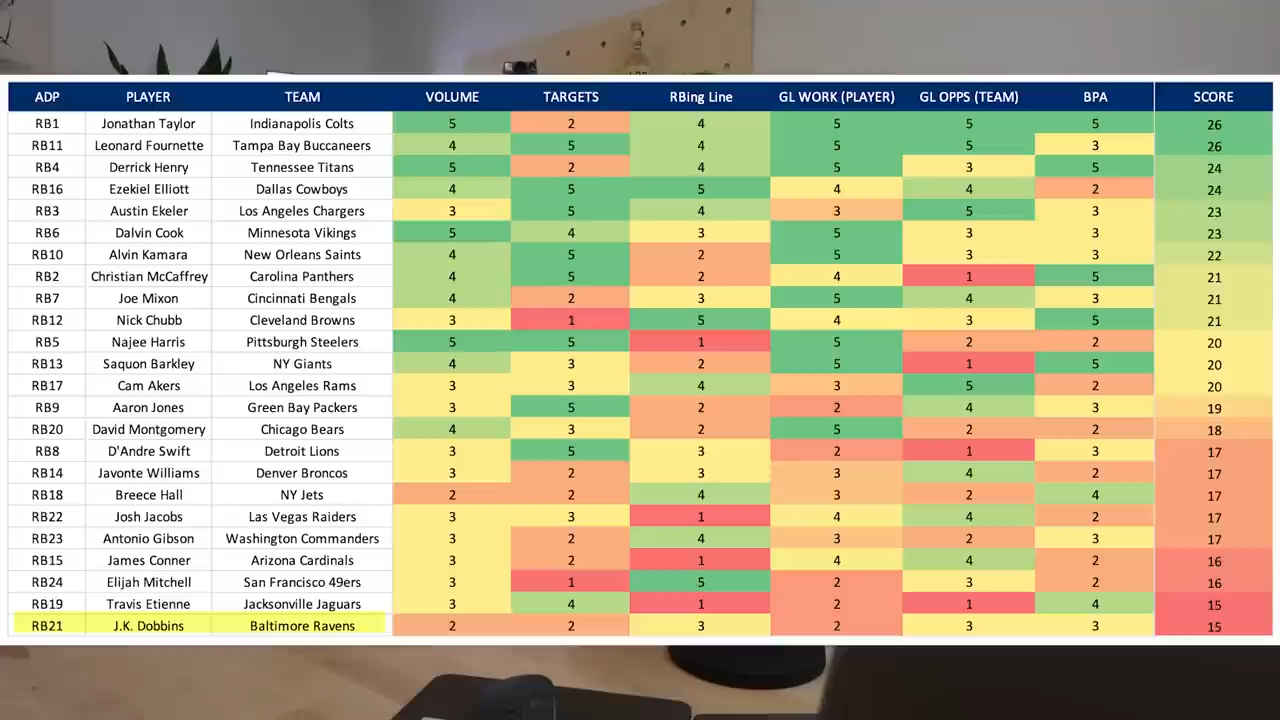 ADP PLAYER TEAM VOLUME TARGETS RBing Line GL WORK (PLAYER) GL OPPS (TEAM) BPA SCORE
RB1 Jonathan Taylor Indianapolis Colts 5 2 4 5 5 5 26
RB11 Leonard Fournette Tampa Bay Buccaneers 4 5 4 5 5 3 26
RB4 Derrick Henry Tennessee Titans 5 2 4 5 3 5 24
RB16 Ezekiel Elliott Dallas Cowboys 4 5 5 4 4 2 24
RB3 Austin Ekeler Los Angeles Chargers 3 5 4 3 5 3 23
RB6 Dalvin Cook Minnesota Vikings 5 4 3 5 3 3 23
RB10 Alvin Kamara New Orleans Saints 4 5 2 5 3 3 22
RB2 Christian McCaffrey Carolina Panthers 4 5 2 4 1 5 21
RB7 Joe Mixon Cincinnati Bengals 4 2 3 5 4 3 21
RB12 Nick Chubb Cleveland Browns 3 1 5 4 3 5 21
RB5 Najee Harris Pittsburgh Steelers 5 5 1 5 2 2 20
RB13 Saquon Barkley NY Giants 4 3 2 5 1 5 20
RB17 Cam Akers Los Angeles Rams 3 3 4 3 5 2 20
RB9 Aaron Jones Green Bay Packers 3 5 2 2 4 3 19
RB20 David Montgomery Chicago Bears 4 3 2 5 2 2 18
RB8 D'Andre Swift Detroit Lions 3 5 3 2 1 3 17
RB14 Javonte Williams Denver Broncos 3 2 3 3 4 2 17
RB18 Breece Hall NY Jets 2 2 4 3 2 4 17
RB22 Josh Jacobs Las Vegas Raiders 3 3 1 4 4 2 17
RB23 Antonio Gibson Washington Commanders 3 2 4 3 2 3 17
RB15 James Conner Arizona Cardinals 3 2 1 4 4 2 16
RB24 Elijah Mitchell San Francisco 49ers 3 1 5 2 3 2 16
RB19 Travis Etienne Jacksonville Jaguars 3 4 1 2 1 4 15
RB21 J.K. Dobbins Baltimore Ravens 2 2 3 2 3 3 15